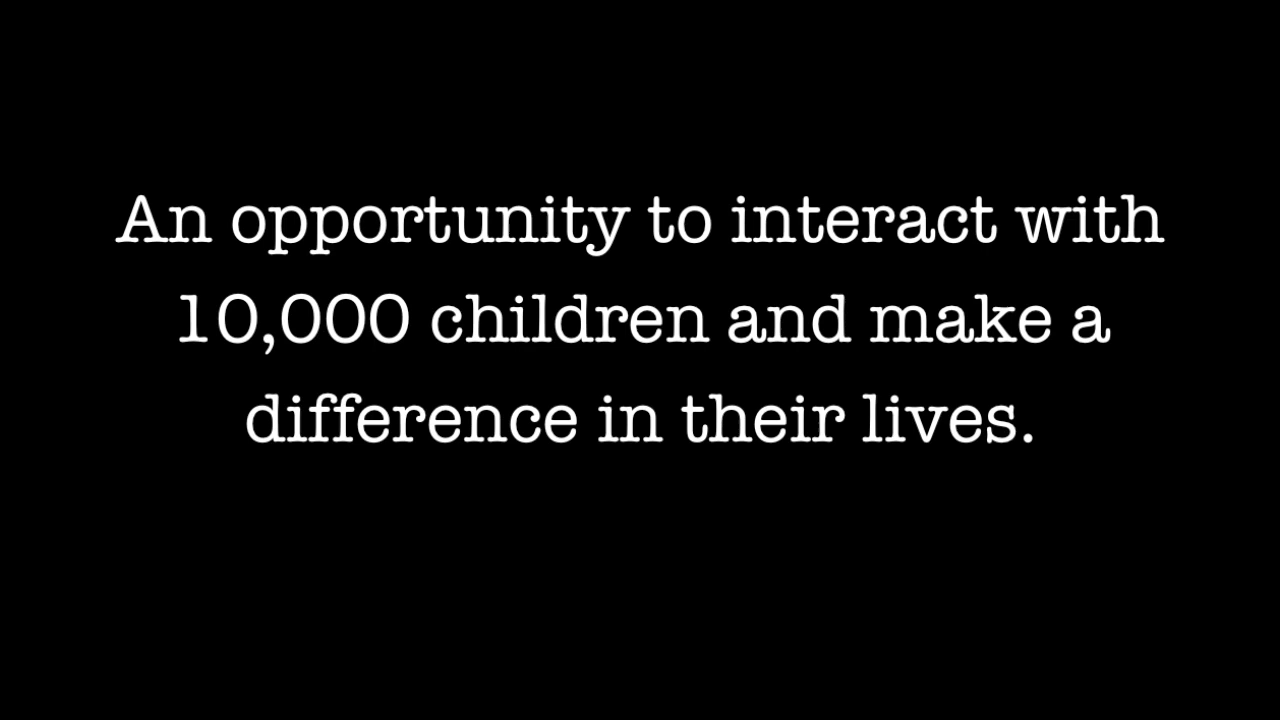 An opportunity to interact with
10,000 children and make a
difference in their lives.